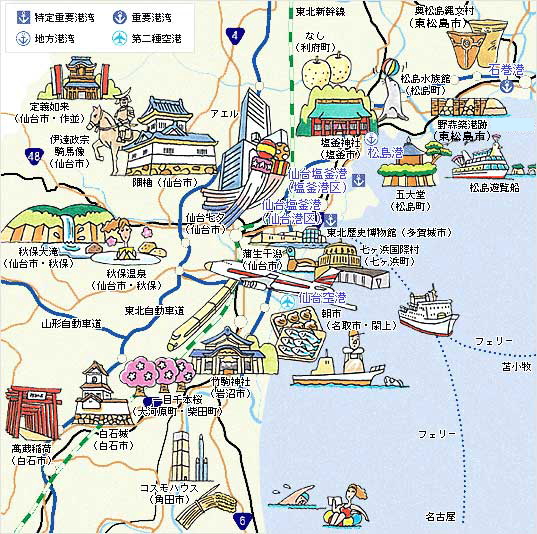 特定重要港湾
重要港湾
地方港湾
第二種空港
東北新幹線
4
なし
(利府町)
奥松島縄文村
(東松島市)
石巻港
松島水族館
(松島町)
定義如来
(仙台市・作並)
アエル
伊達政宗
騎馬像
(仙台市)
48
隅櫓(仙台市)
塩釜神社
(塩釜市)
松島港
野蒜築港跡
(東松島市)
仙台塩釜港
(塩釜港区)
五大堂
(松島町)
松島遊覧船
仙台塩釜港
(仙台港区)
仙台七夕
(仙台市)
東北歴史博物館(多賀城市)
秋保大滝
(仙台市・秋保)
秋保温泉
(仙台市・秋保)
蒲生干潟
(仙台市)
七ヶ浜国際村
(七ヶ浜町)
仙台空港
東北自動車道
山形自動車道
朝市
(名取市・閖上)
フェリー
苫小牧
竹駒神社
(岩沼市)
一目千本桜
(大河原町・柴田町)
高蔵稲荷
(白石市)
白石城
(白石市)
フェリー
コスモハウス
(角田市)
6
名古屋